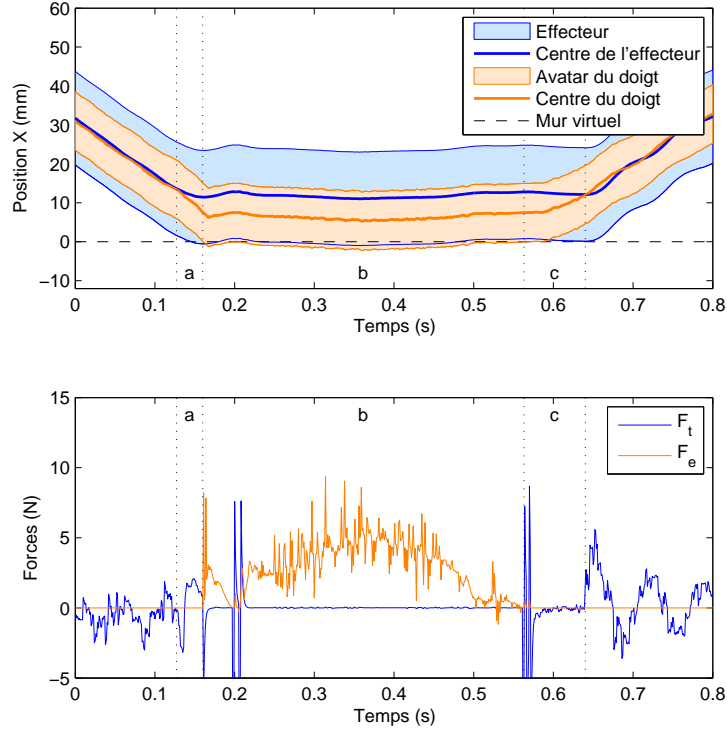 60
50
40
30
20
10
0
−10
Position X (mm)
Effecteur
Centre de l'effecteur
Avatar du doigt
Centre du doigt
Mur virtuel
a
b
c
0 0.1 0.2 0.3 0.4 0.5 0.6 0.7 0.8
Temps (s)
15
10
5
0
−5
Forces (N)
a
b
c
F_t
F_e
0 0.1 0.2 0.3 0.4 0.5 0.6 0.7 0.8
Temps (s)